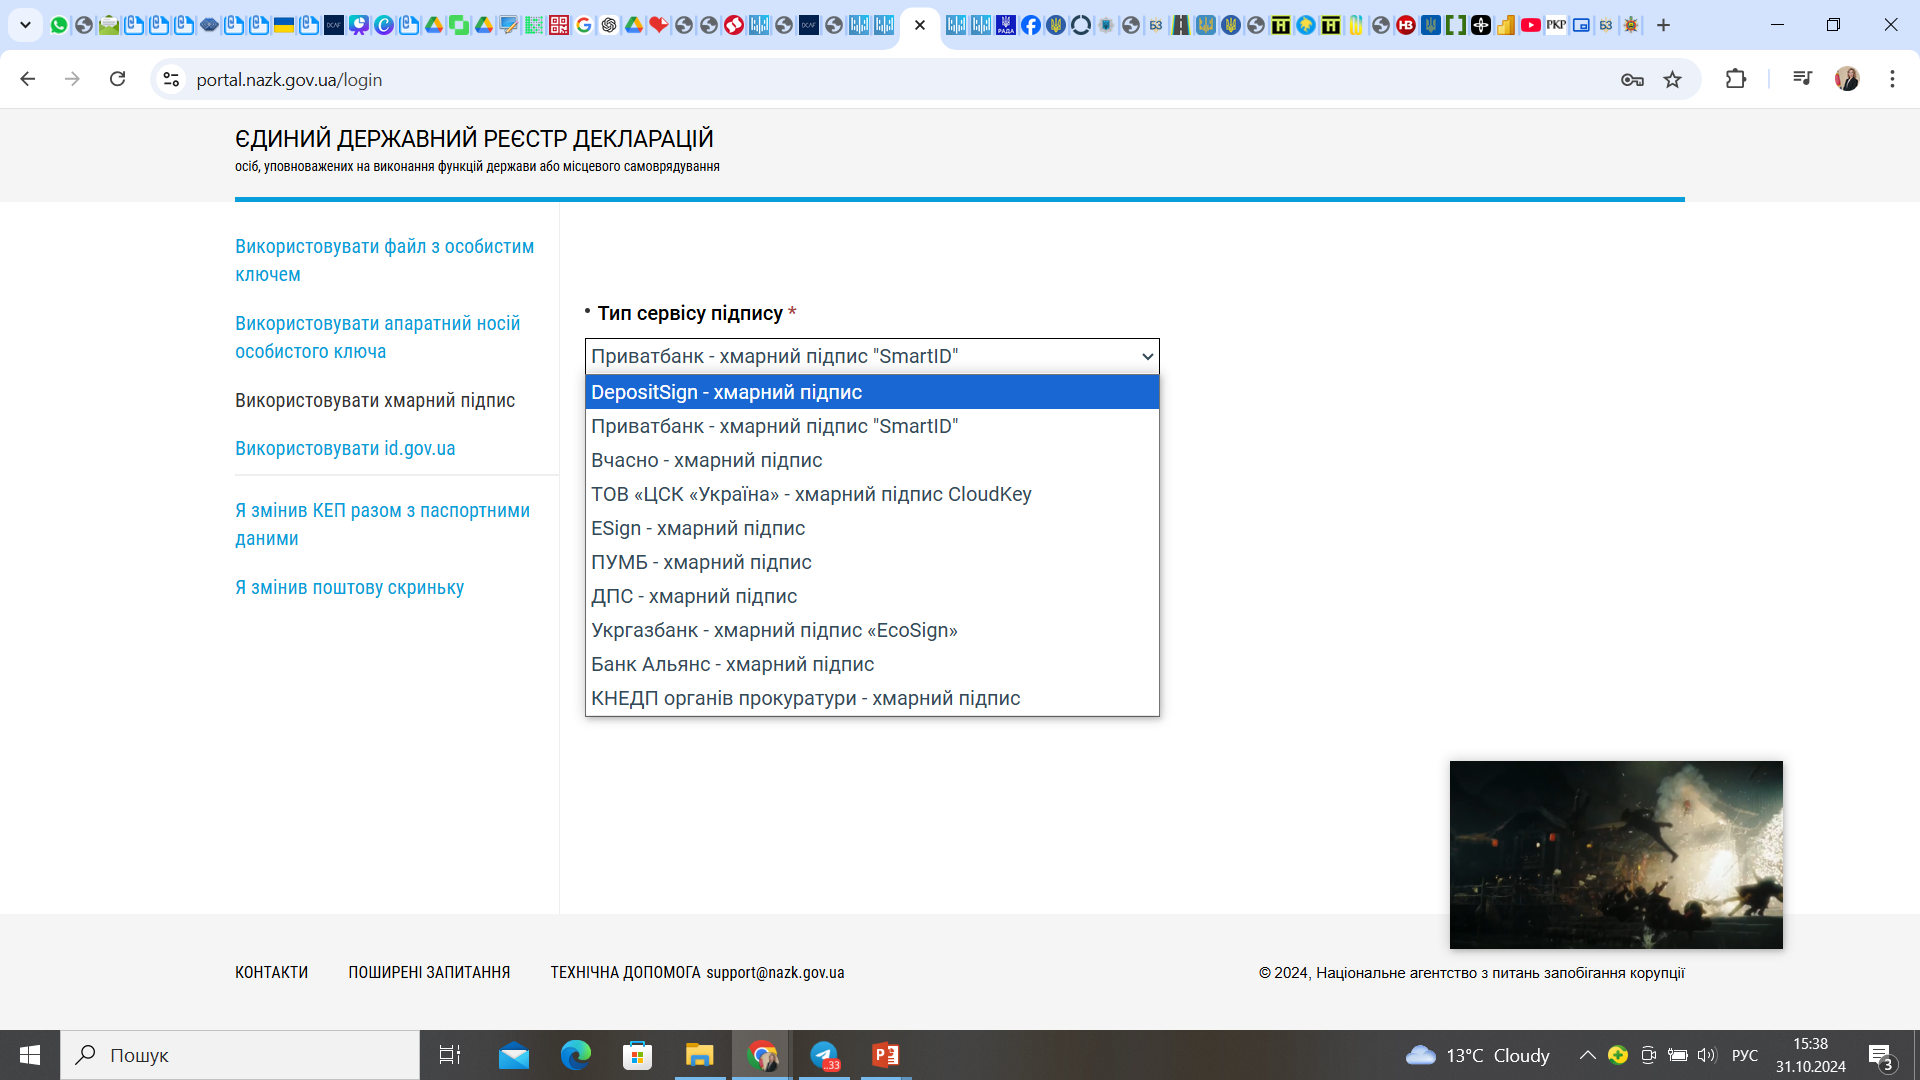 portal.nazk.gov.ua/login
ЄДИНИЙ ДЕРЖАВНИЙ РЕЄСТР ДЕКЛАРАЦІЙ
осіб, уповноважених на виконання функцій держави або місцевого самоврядування
Використовувати файл з особистим
ключем
Використовувати апаратний носій
особистого ключа
Використовувати хмарний підпис
Використовувати id.gov.ua
Я змінив КЕП разом з паспортними
даними
Я змінив поштову скриньку
• Тип сервісу підпису *
Приватбанк - хмарний підпис "SmartID"
DepositSign - хмарний підпис
Приватбанк - хмарний підпис "SmartID"
Вчасно - хмарний підпис
ТОВ «ЦСК «Україна» - хмарний підпис CloudKey
ESign - хмарний підпис
ПУМБ - хмарний підпис
ДПС - хмарний підпис
Укргазбанк - хмарний підпис «EcoSign»
Банк Альянс - хмарний підпис
КНЕДП органів прокуратури - хмарний підпис
КОНТАКТИ
ПОШИРЕНІ ЗАПИТАННЯ
ТЕХНІЧНА ДОПОМОГА support@nazk.gov.ua
© 2024, Національне агентство з питань запобігання корупції
Пошук
13°C Cloudy
РУС
15:38
31.10.2024
3